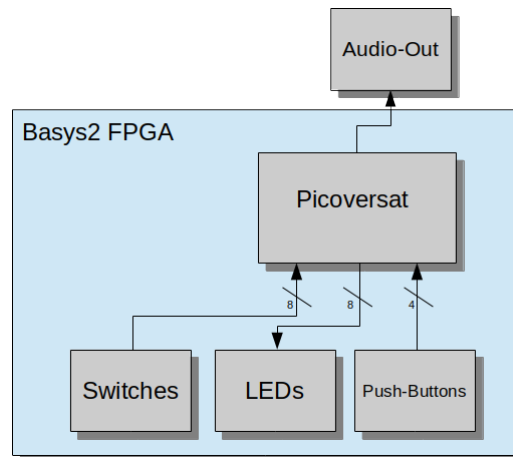 Audio-Out
Basys2 FPGA
Picoversat
8
8
4
Switches
LEDs
Push-Buttons